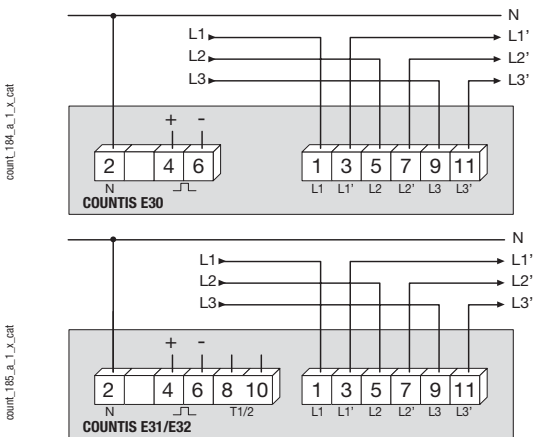 N
L1 L1'
L2 L2'
L3 L3'
+ -
2 4 6 1 3 5 7 9 11
N L1 L1' L2 L2' L3 L3'
COUNTIS E30
count_184_a_1_x_cat
N
L1 L1'
L2 L2'
L3 L3'
+ -
2 4 6 8 10 1 3 5 7 9 11
N T1/2 L1 L1' L2 L2' L3 L3'
COUNTIS E31/E32
count_185_a_1_x_cat